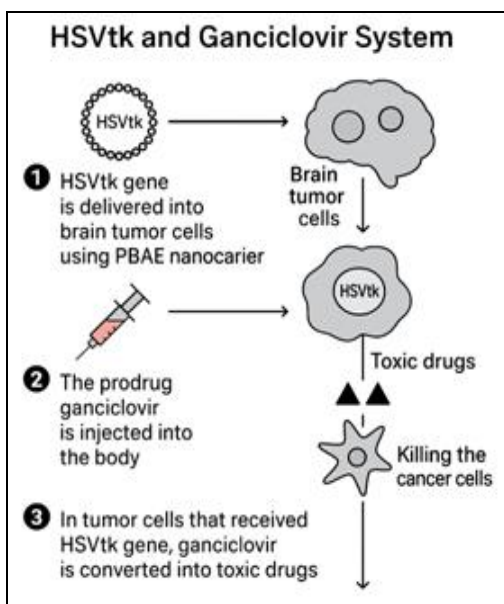 HSVtk and Ganciclovir System
HSVtk
1 HSVtk gene
is delivered into
brain tumor cells
using PBAE nanocarier
Brain
tumor
cells
HSVtk
2 The prodrug
ganciclovir
is injected into
the body
Toxic drugs
Killing the
cancer cells
3 In tumor cells that received
HSVtk gene, ganciclovir
is converted into toxic drugs